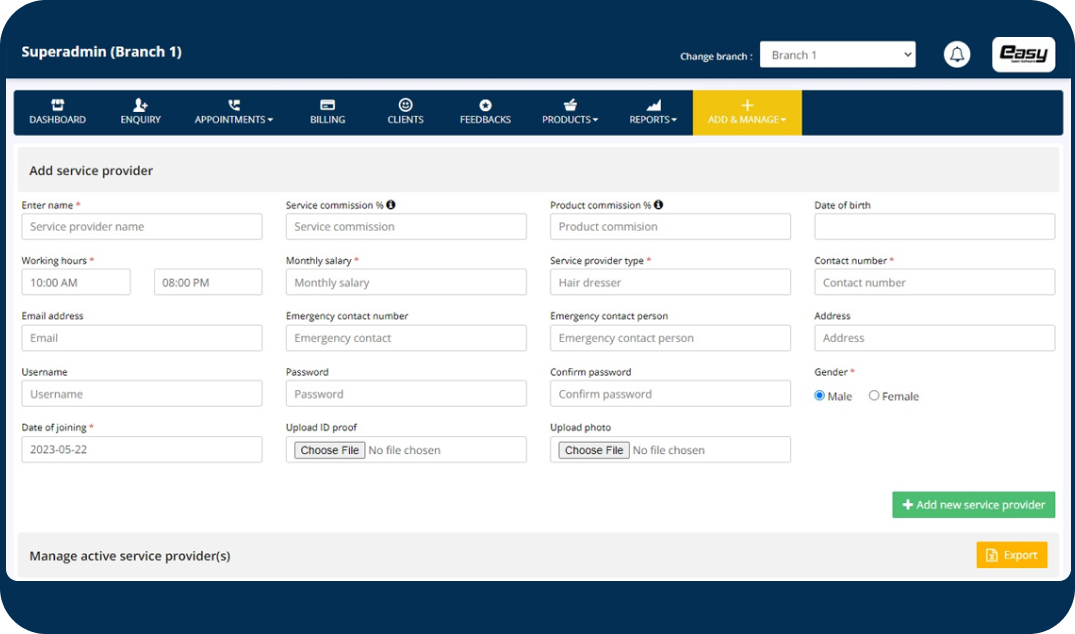 Superadmin (Branch 1)
Change branch :
Branch 1
easy
DASHBOARD
ENQUIRY
APPOINTMENTS
BILLING
CLIENTS
FEEDBACKS
PRODUCTS
REPORTS
ADD & MANAGE
Add service provider
Enter name *
Service commission %
Product commission %
Date of birth
Service provider name
Service commission
Product commision
Working hours *
Monthly salary *
Service provider type *
Contact number *
10:00 AM
08:00 PM
Monthly salary
Hair dresser
Contact number
Email address
Emergency contact number
Emergency contact person
Address
Email
Emergency contact
Emergency contact person
Address
Username
Password
Confirm password
Gender *
Username
Password
Confirm password
Male
Female
Date of joining *
Upload ID proof
Upload photo
2023-05-22
Choose File No file chosen
Choose File No file chosen
Add new service provider
Manage active service provider(s)
Export